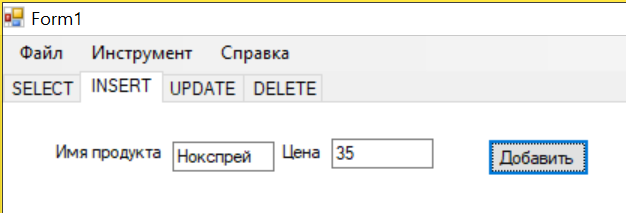 Form1
Файл Инструмент Справка
SELECT INSERT UPDATE DELETE
Имя продукта Нокспрей Цена 35 Добавить